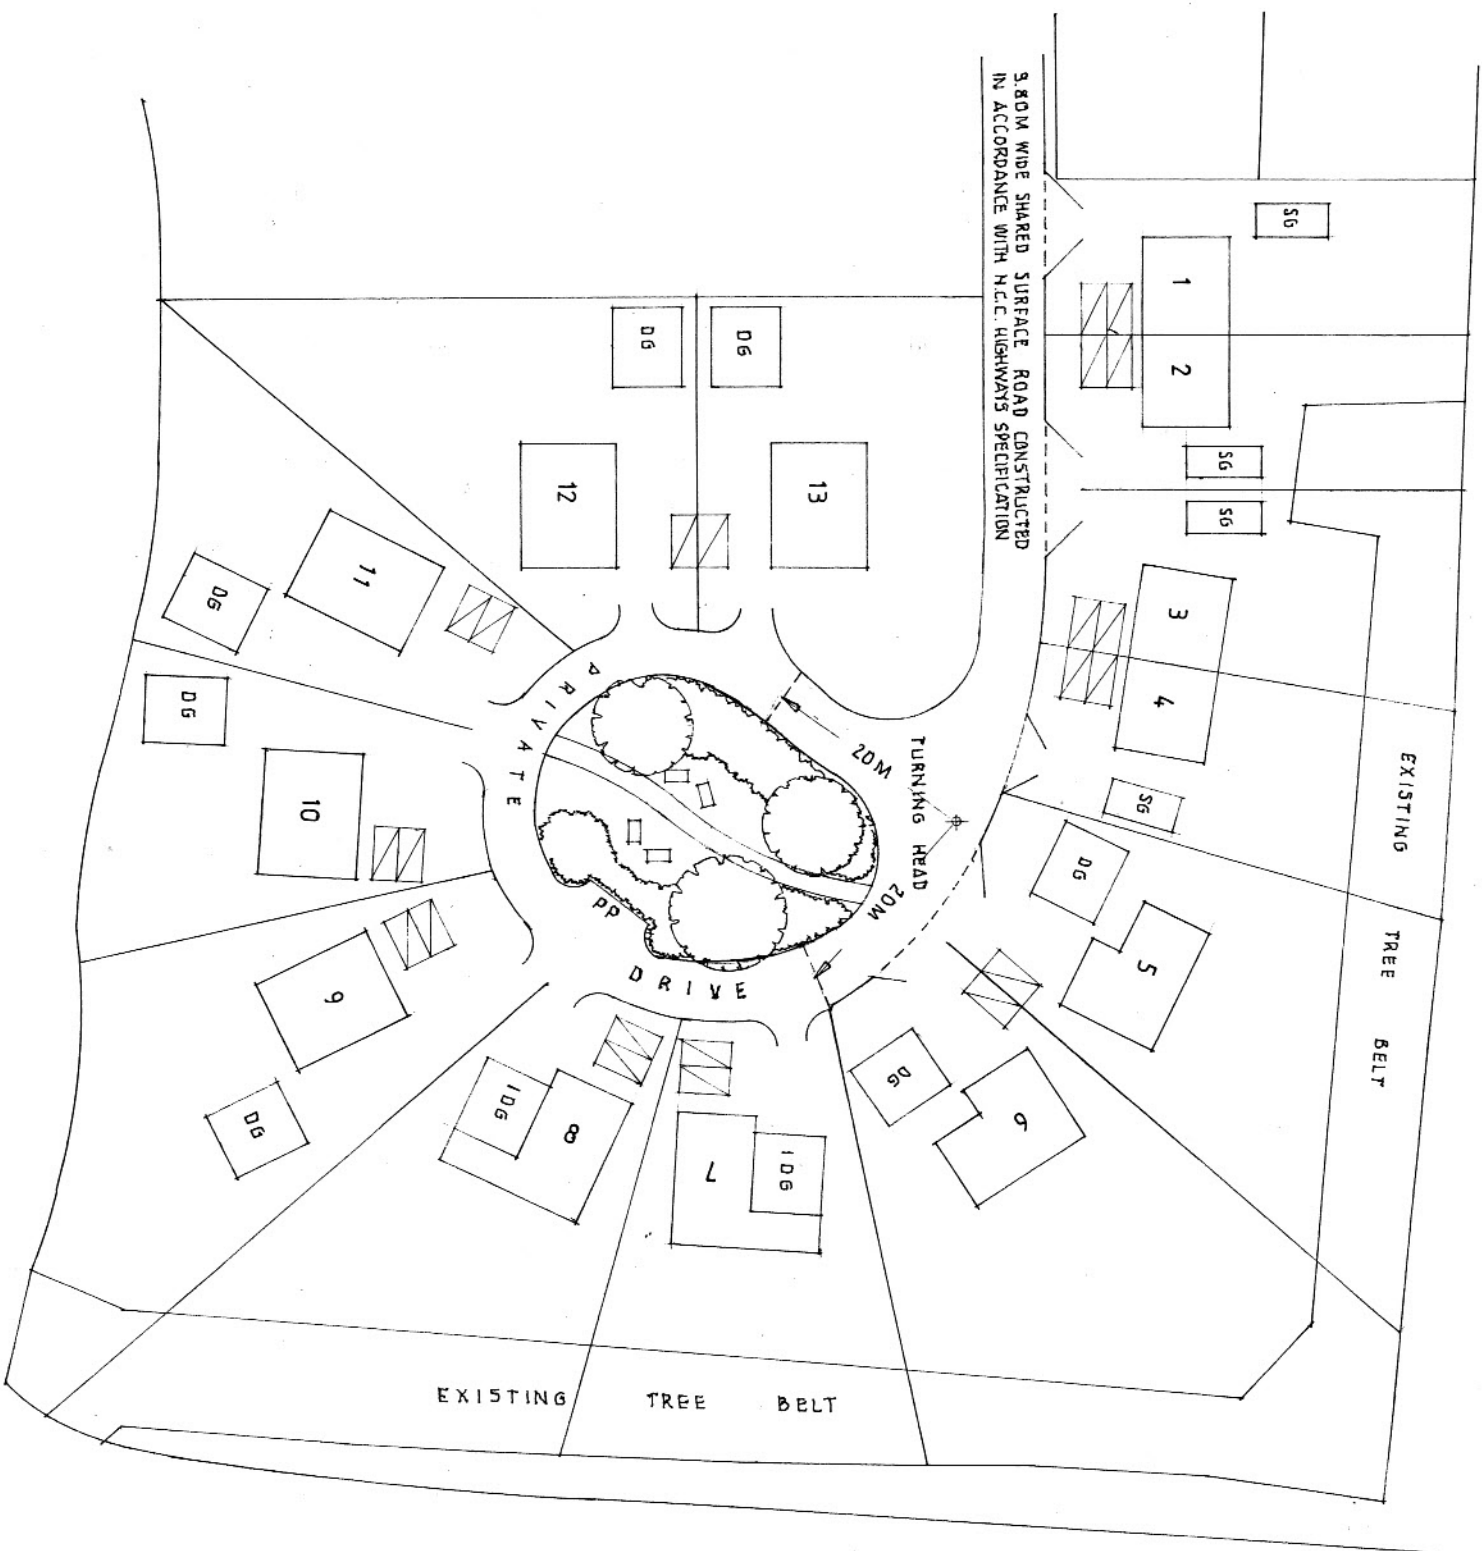 3.80M WIDE SHARED SURFACE ROAD CONSTRUCTED
IN ACCORDANCE WITH N.C.C. HIGHWAYS SPECIFICATION
SG
1
2
SG
SG
3
4
SG
DG
5
DG
6
IDG
7
IDG
8
9
DG
10
DG
11
DG
12
DG
13
DG
TURNING HEAD
20M
20M
PRIVATE
DRIVE
PP
EXISTING TREE BELT
EXISTING TREE BELT